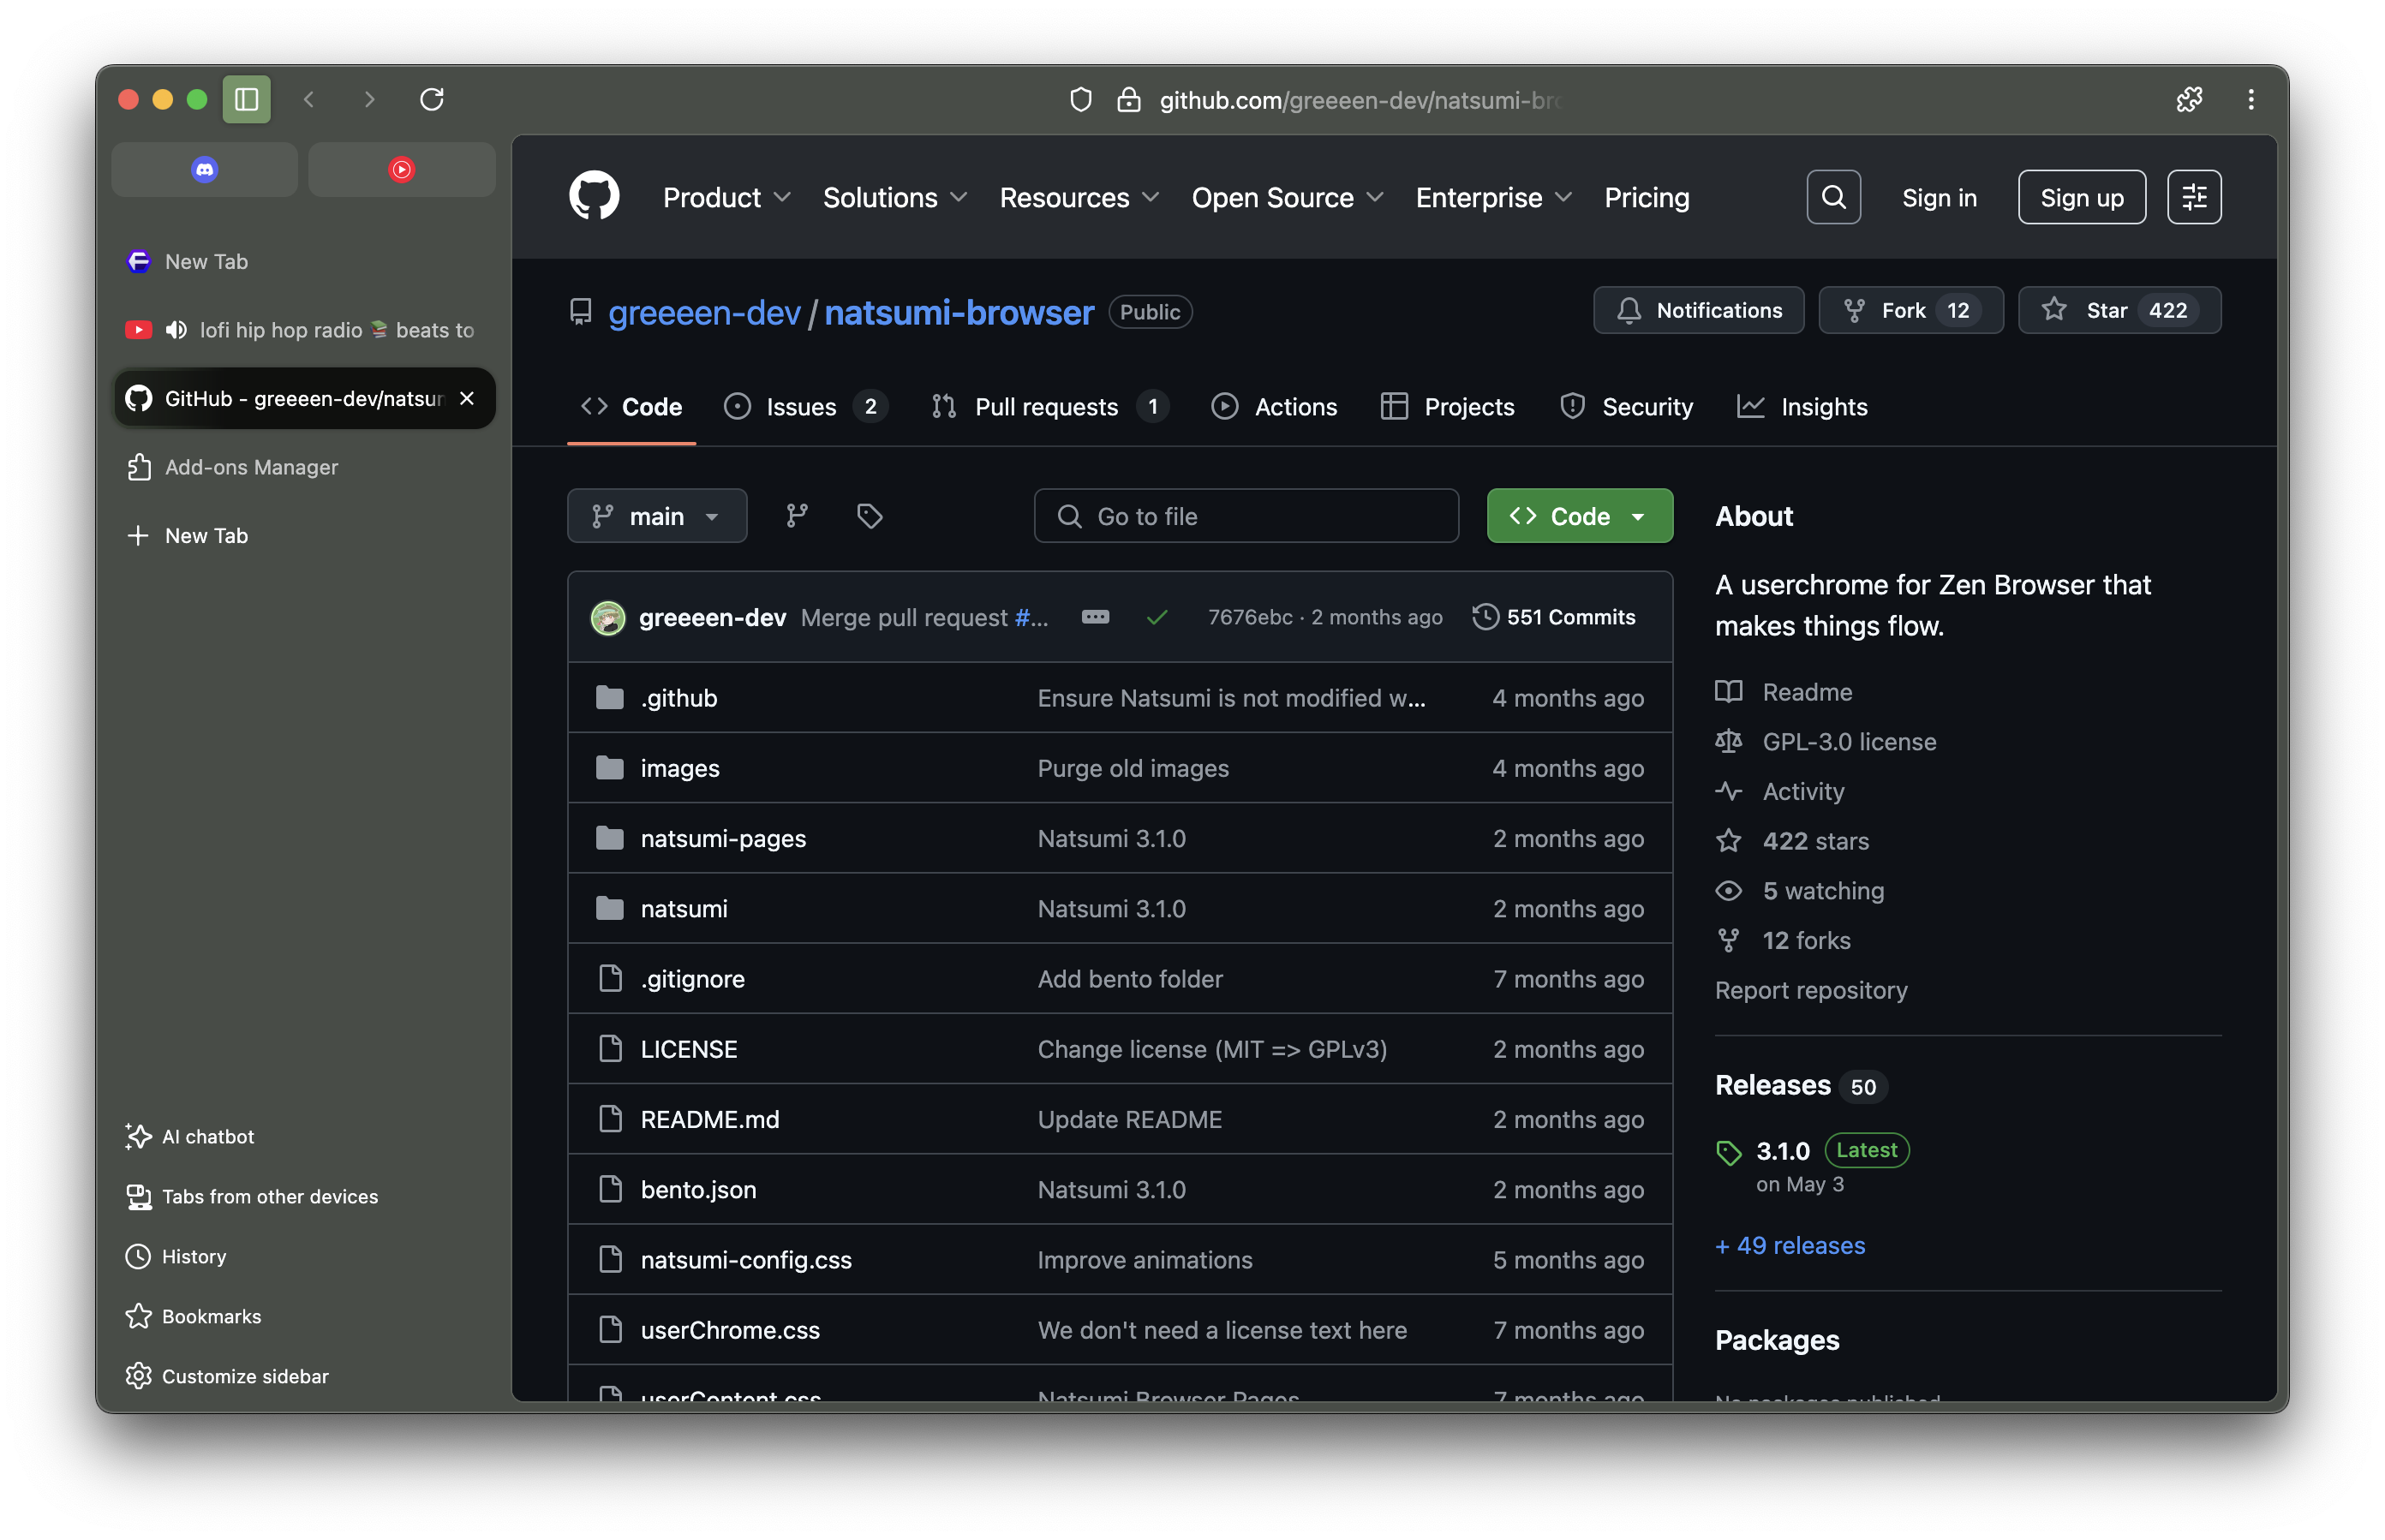 github.com/greeeen-dev/natsumi-bro
New Tab
lofi hip hop radio 📚 beats to
GitHub - greeeen-dev/natsur
Add-ons Manager
New Tab
AI chatbot
Tabs from other devices
History
Bookmarks
Customize sidebar
Product Solutions Resources Open Source Enterprise Pricing Sign in Sign up
greeeen-dev / natsumi-browser Public Notifications Fork 12 Star 422
Code Issues 2 Pull requests 1 Actions Projects Security Insights
main Go to file Code
greeeen-dev Merge pull request #... 7676ebc · 2 months ago 551 Commits
.github Ensure Natsumi is not modified w... 4 months ago
images Purge old images 4 months ago
natsumi-pages Natsumi 3.1.0 2 months ago
natsumi Natsumi 3.1.0 2 months ago
.gitignore Add bento folder 7 months ago
LICENSE Change license (MIT => GPLv3) 2 months ago
README.md Update README 2 months ago
bento.json Natsumi 3.1.0 2 months ago
natsumi-config.css Improve animations 5 months ago
userChrome.css We don't need a license text here 7 months ago
userContent.css Natsumi Browser Pages 7 months ago
About
A userchrome for Zen Browser that
makes things flow.
Readme
GPL-3.0 license
Activity
422 stars
5 watching
12 forks
Report repository
Releases 50
3.1.0 Latest
on May 3
+ 49 releases
Packages
No packages published